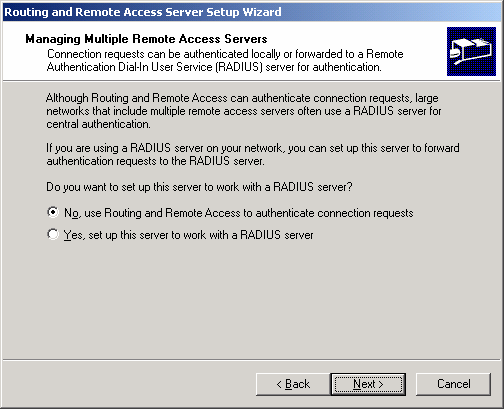 Routing and Remote Access Server Setup Wizard
Managing Multiple Remote Access Servers
Connection requests can be authenticated locally or forwarded to a Remote
Authentication Dial-In User Service (RADIUS) server for authentication.
Although Routing and Remote Access can authenticate connection requests, large
networks that include multiple remote access servers often use a RADIUS server for
central authentication.
If you are using a RADIUS server on your network, you can set up this server to forward
authentication requests to the RADIUS server.
Do you want to set up this server to work with a RADIUS server?
No, use Routing and Remote Access to authenticate connection requests
Yes, set up this server to work with a RADIUS server
< Back
Next >
Cancel